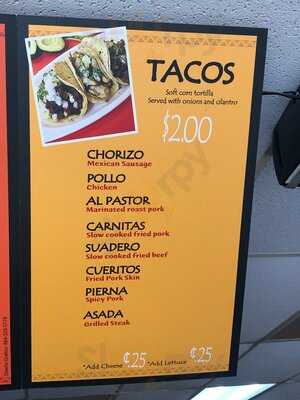 TACOS
Soft corn tortilla
Served with onions and cilantro
$2.00
CHORIZO
Mexican Sausage
POLLO
Chicken
AL PASTOR
Marinated roast pork
CARNITAS
Slow cooked fried pork
SUADERO
Slow cooked fried beef
CUERITOS
Fried Pork Skin
PIERNA
Spicy Pork
ASADA
Grilled Steak
*Add Cheese ¢25 *Add Lettuce ¢25